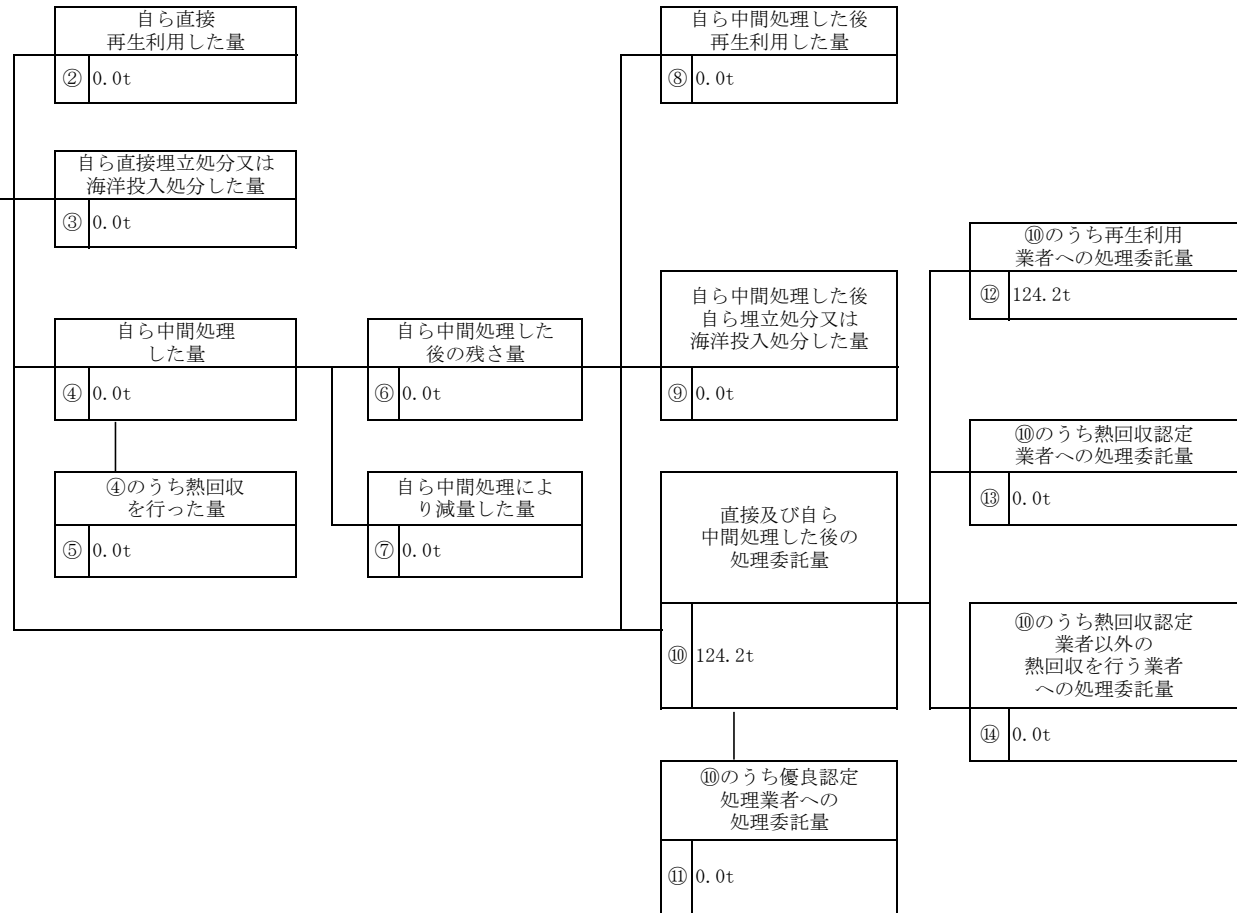 自ら直接
再生利用した量
② 0.0t
自ら直接埋立処分又は
海洋投入処分した量
③ 0.0t
自ら中間処理
した量
④ 0.0t
④のうち熱回収
を行った量
⑤ 0.0t
自ら中間処理した
後の残さ量
⑥ 0.0t
自ら中間処理によ
り減量した量
⑦ 0.0t
自ら中間処理した後
再生利用した量
⑧ 0.0t
自ら中間処理した後
自ら埋立処分又は
海洋投入処分した量
⑨ 0.0t
直接及び自ら
中間処理した後の
処理委託量
⑩ 124.2t
⑩のうち優良認定
処理業者への
処理委託量
⑪ 0.0t
⑩のうち再生利用
業者への処理委託量
⑫ 124.2t
⑩のうち熱回収認定
業者への処理委託量
⑬ 0.0t
⑩のうち熱回収認定
業者以外の
熱回収を行う業者
への処理委託量
⑭ 0.0t